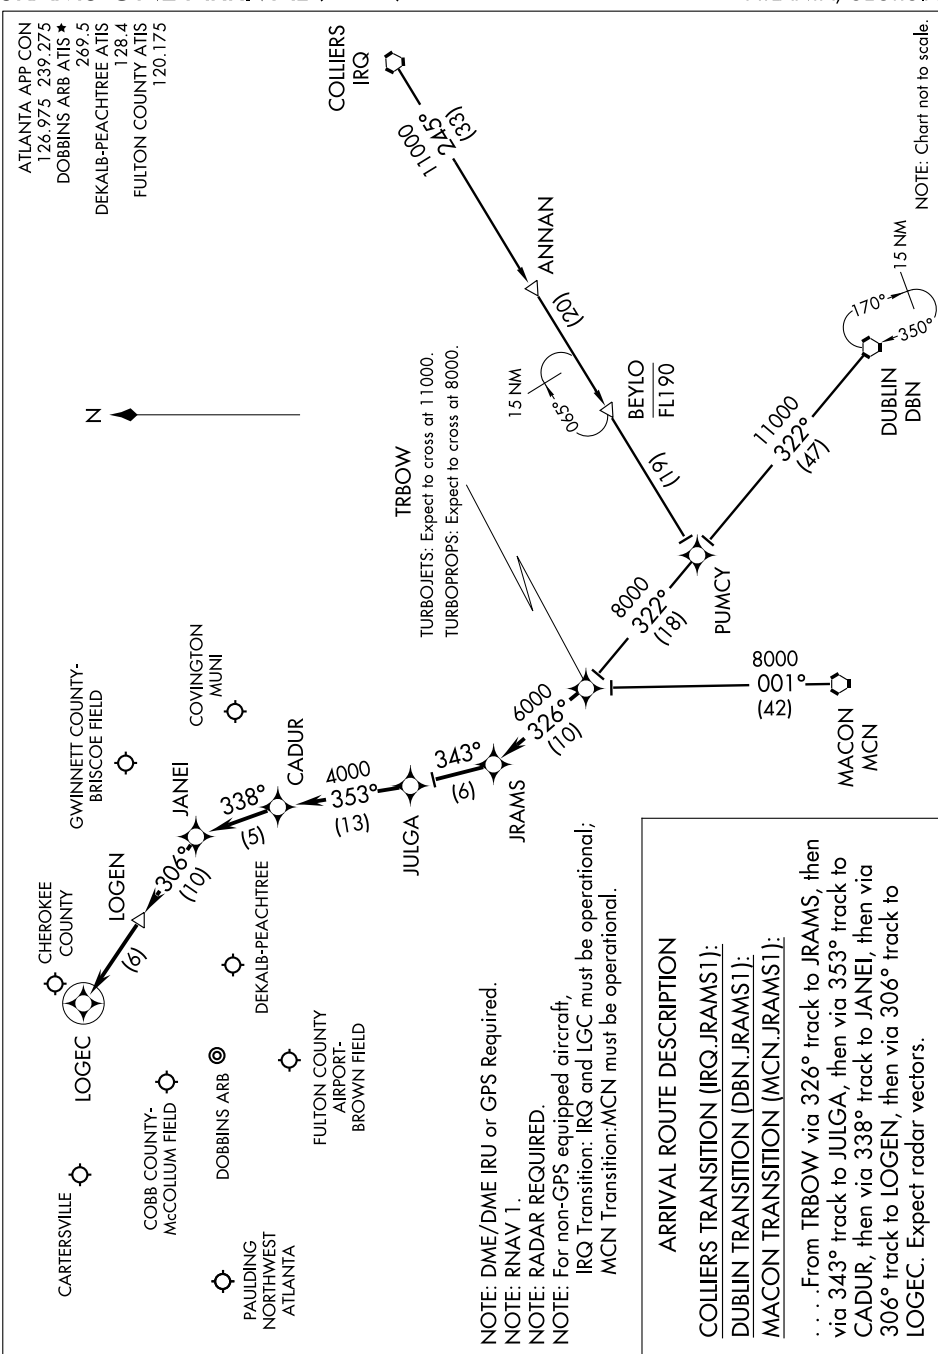 ATLANTA APP CON
126.975 239.275
DOBBINS ARB ATIS ★
269.5
DEKALB-PEACHTREE ATIS
128.4
FULTON COUNTY ATIS
120.175
N
COLLIERS
IRQ
11000
245°
(33)
ANNAN
(20)
15 NM
065°
BEYLO
FL190
(19)
TRBOW
TURBOJETS: Expect to cross at 11000.
TURBOPROPS: Expect to cross at 8000.
NOTE: Chart not to scale.
15 NM
170°
350°
DUBLIN
DBN
11000
322°
(47)
PUMCY
8000
322°
(18)
8000
001°
(42)
MACON
MCN
6000
326°
(10)
JRAMS
343°
(6)
JULGA
4000
353°
(13)
CADUR
338°
(5)
JANEI
306°
(10)
LOGEN
(6)
LOGEC
GWINNETT COUNTY-
BRISCOE FIELD
COVINGTON
MUNI
CHEROKEE
COUNTY
DEKALB-PEACHTREE
CARTERSVILLE
COBB COUNTY-
McCOLLUM FIELD
DOBBINS ARB
FULTON COUNTY
AIRPORT-
BROWN FIELD
PAULDING
NORTHWEST
ATLANTA
NOTE: DME/DME IRU or GPS Required.
NOTE: RNAV 1.
NOTE: RADAR REQUIRED.
NOTE: For non-GPS equipped aircraft,
IRQ Transition: IRQ and LGC must be operational;
MCN Transition:MCN must be operational.
ARRIVAL ROUTE DESCRIPTION
COLLIERS TRANSITION (IRQ.JRAMS1):
DUBLIN TRANSITION (DBN.JRAMS1):
MACON TRANSITION (MCN.JRAMS1):
. . . .From TRBOW via 326° track to JRAMS, then
via 343° track to JULGA, then via 353° track to
CADUR, then via 338° track to JANEI, then via
306° track to LOGEN, then via 306° track to
LOGEC. Expect radar vectors.